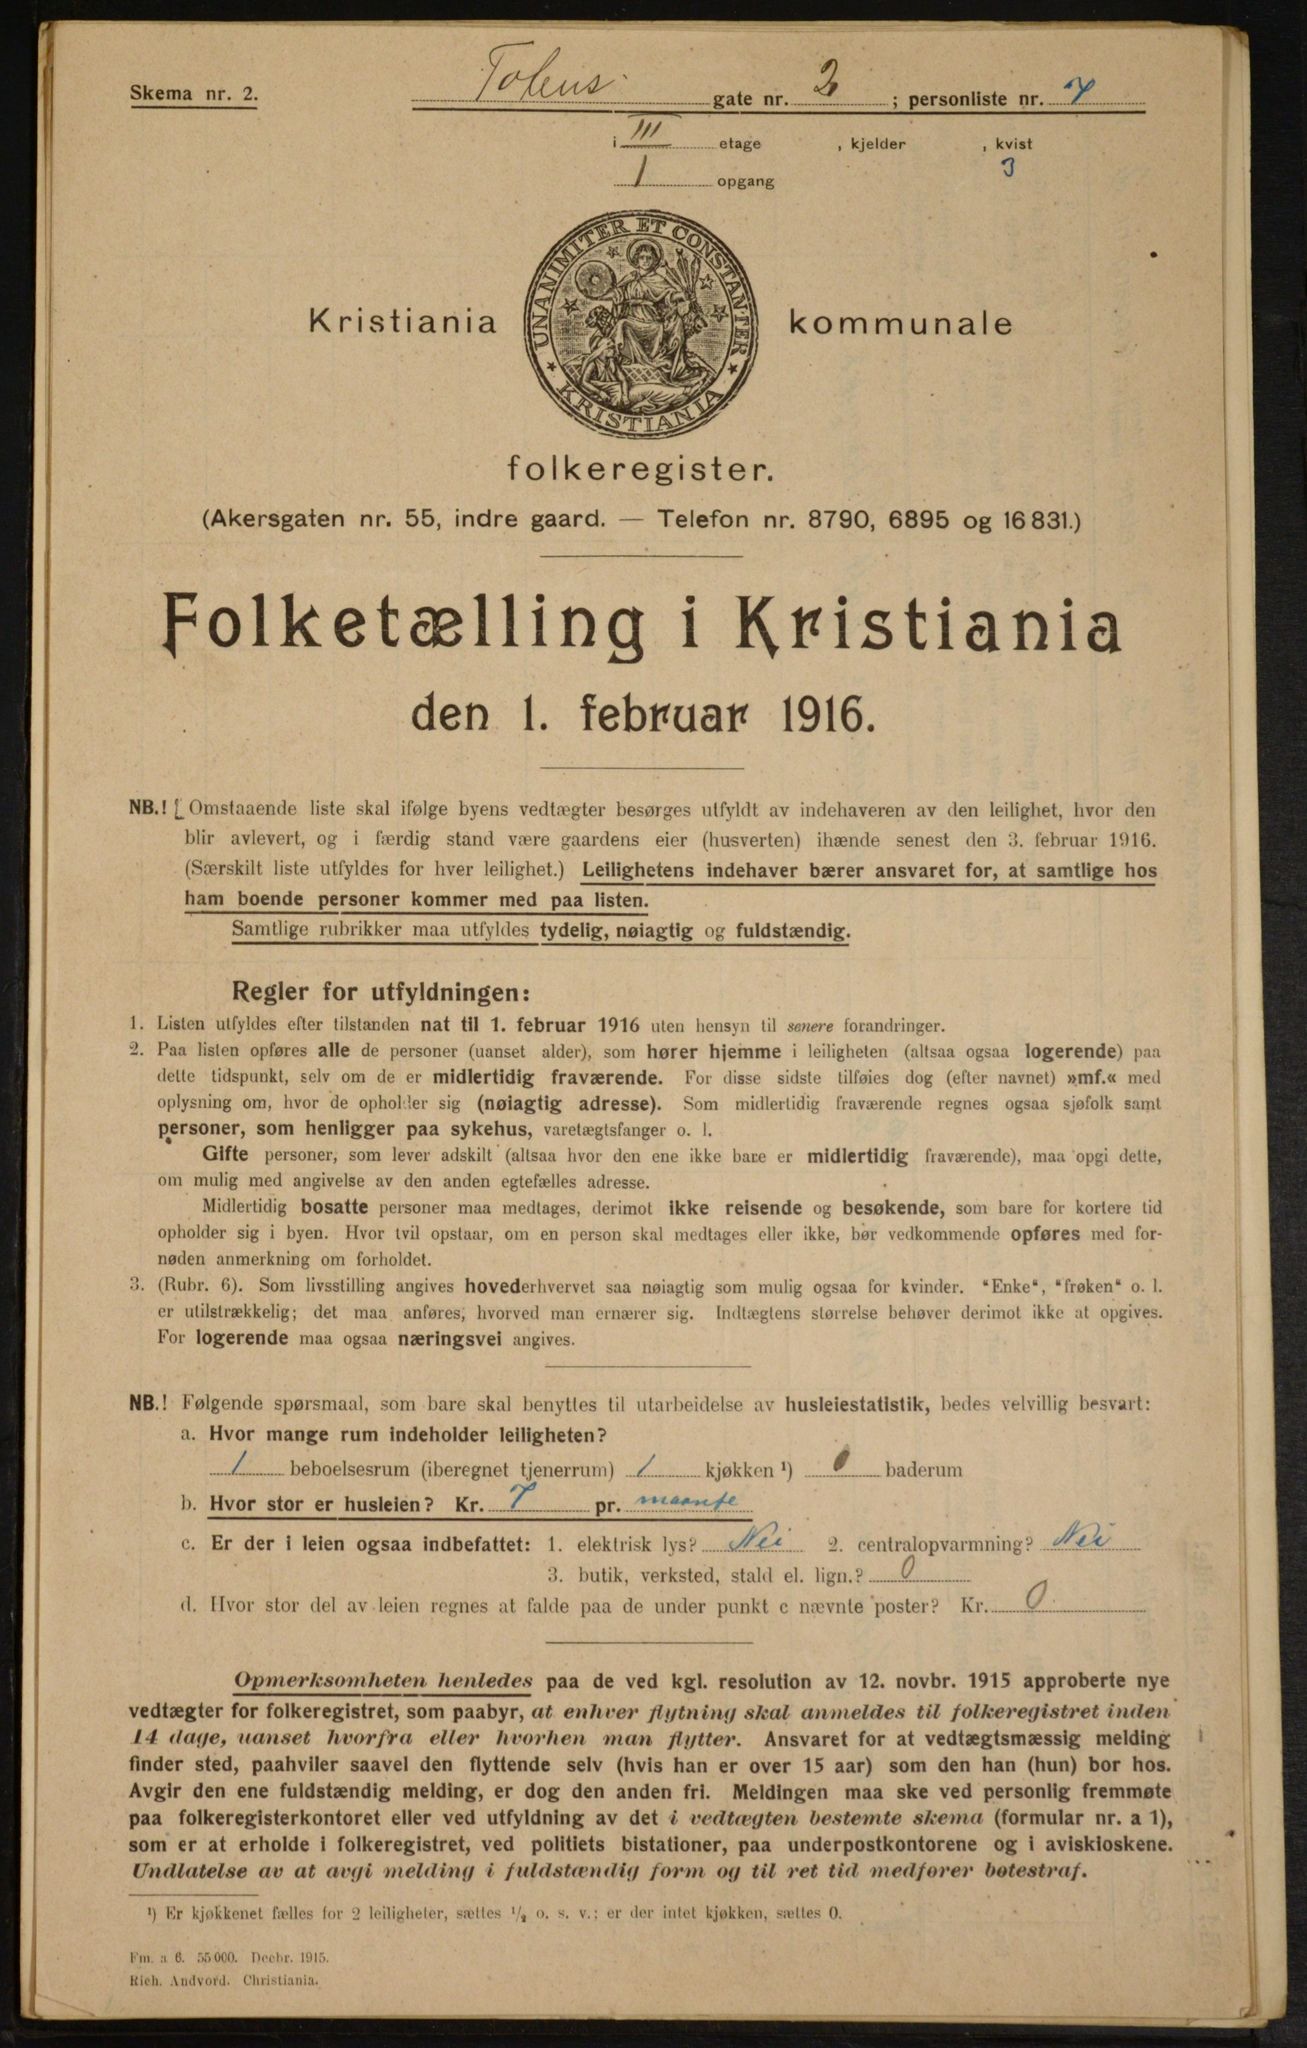 Skema nr. 2.
Tøiens gate nr. 2 ; personliste nr. 7
i III etage , kjelder , kvist
1 opgang 3
UNANIMITER ET CONSTANTER
KRISTIANIA
Kristiania kommunale
folkeregister.
(Akersgaten nr. 55, indre gaard. — Telefon nr. 8790, 6895 og 16 831.)
Folketælling i Kristiania
den 1. februar 1916.
NB.! [Omstaaende liste skal ifølge byens vedtægter besørges utfyldt av indehaveren av den leilighet, hvor den
blir avlevert, og i færdig stand være gaardens eier (husverten) ihænde senest den 3. februar 1916.
(Særskilt liste utfyldes for hver leilighet.) Leilighetens indehaver bærer ansvaret for, at samtlige hos
ham boende personer kommer med paa listen.
Samtlige rubrikker maa utfyldes tydelig, nøiagtig og fuldstændig.
Regler for utfyldningen:
1. Listen utfyldes efter tilstanden nat til 1. februar 1916 uten hensyn til senere forandringer.
2. Paa listen opføres alle de personer (uanset alder), som hører hjemme i leiligheten (altsaa ogsaa logerende) paa
dette tidspunkt, selv om de er midlertidig fraværende. For disse sidste tilføies dog (efter navnet) »mf.« med
oplysning om, hvor de opholder sig (nøiagtig adresse). Som midlertidig fraværende regnes ogsaa sjøfolk samt
personer, som henligger paa sykehus, varetægtsfanger o. l.
Gifte personer, som lever adskilt (altsaa hvor den ene ikke bare er midlertidig fraværende), maa opgi dette,
om mulig med angivelse av den anden egtefælles adresse.
Midlertidig bosatte personer maa medtages, derimot ikke reisende og besøkende, som bare for kortere tid
opholder sig i byen. Hvor tvil opstaar, om en person skal medtages eller ikke, bør vedkommende opføres med for-
nøden anmerkning om forholdet.
3. (Rubr. 6). Som livsstilling angives hovederhvervet saa nøiagtig som mulig ogsaa for kvinder. "Enke", "frøken" o. l.
er utilstrækkelig; det maa anføres, hvorved man ernærer sig. Indtægtens størrelse behøver derimot ikke at opgives.
For logerende maa ogsaa næringsvei angives.
NB.! Følgende spørsmaal, som bare skal benyttes til utarbeidelse av husleiestatistik, bedes velvillig besvart:
a. Hvor mange rum indeholder leiligheten?
1 beboelsesrum (iberegnet tjenerrum) 1 kjøkken ¹) 0 baderum
b. Hvor stor er husleien? Kr. 7 pr. maante
c. Er der i leien ogsaa indbefattet: 1. elektrisk lys? Nei 2. centralopvarmning? Nei
3. butik, verksted, stald el. lign.? 0
d. Hvor stor del av leien regnes at falde paa de under punkt c nævnte poster? Kr. 0
Opmerksomheten henledes paa de ved kgl. resolution av 12. novbr. 1915 approberte nye
vedtægter for folkeregistret, som paabyr, at enhver flytning skal anmeldes til folkeregistret inden
14 dage, uanset hvorfra eller hvorhen man flytter. Ansvaret for at vedtægtsmæssig melding
finder sted, paahviler saavel den flyttende selv (hvis han er over 15 aar) som den han (hun) bor hos.
Avgir den ene fuldstændig melding, er dog den anden fri. Meldingen maa ske ved personlig fremmøte
paa folkeregisterkontoret eller ved utfyldning av det i vedtægten bestemte skema (formular nr. a 1),
som er at erholde i folkeregistret, ved politiets bistationer, paa underpostkontorene og i aviskioskene.
Undlatelse av at avgi melding i fuldstændig form og til ret tid medfører bøtestraf.
¹) Er kjøkkenet fælles for 2 leiligheter, sættes ¹/₂ o. s. v.; er der intet kjøkken, sættes 0.
Fm. a 6. 55 000. Decbr. 1915.
Rich. Andvord. Christiania.